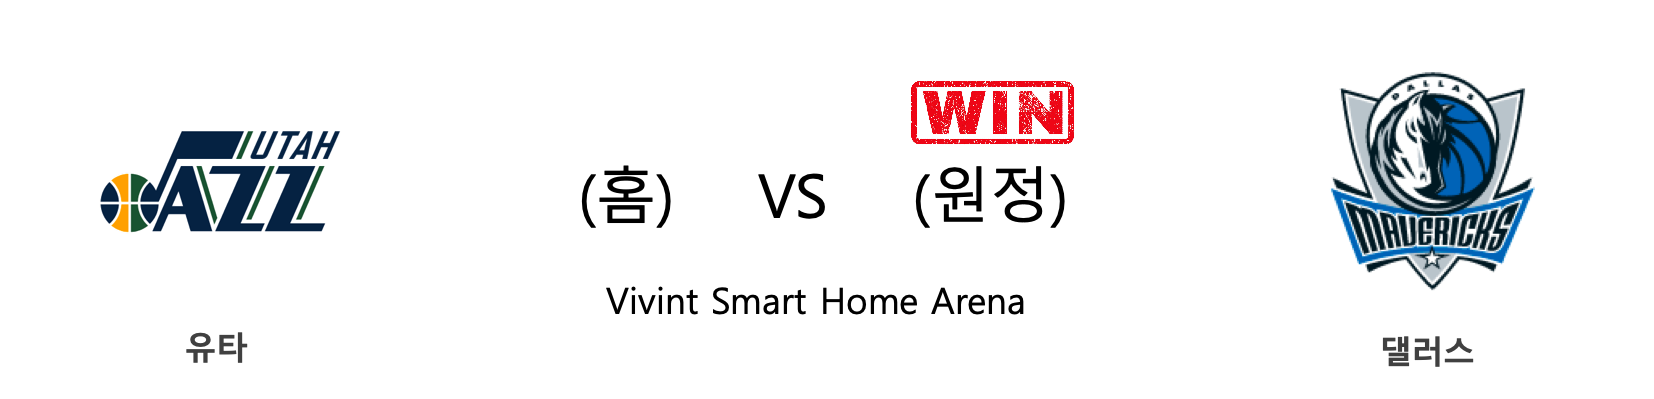 UTAH
JAZZ
유타
WIN
(홈) VS (원정)
Vivint Smart Home Arena
DALLAS
MAVERICKS
댈러스